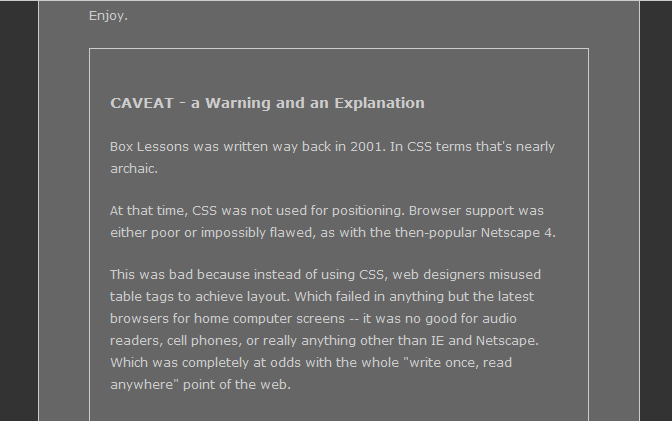 Enjoy.
CAVEAT - a Warning and an Explanation
Box Lessons was written way back in 2001. In CSS terms that's nearly
archaic.
At that time, CSS was not used for positioning. Browser support was
either poor or impossibly flawed, as with the then-popular Netscape 4.
This was bad because instead of using CSS, web designers misused
table tags to achieve layout. Which failed in anything but the latest
browsers for home computer screens -- it was no good for audio
readers, cell phones, or really anything other than IE and Netscape.
Which was completely at odds with the whole "write once, read
anywhere" point of the web.